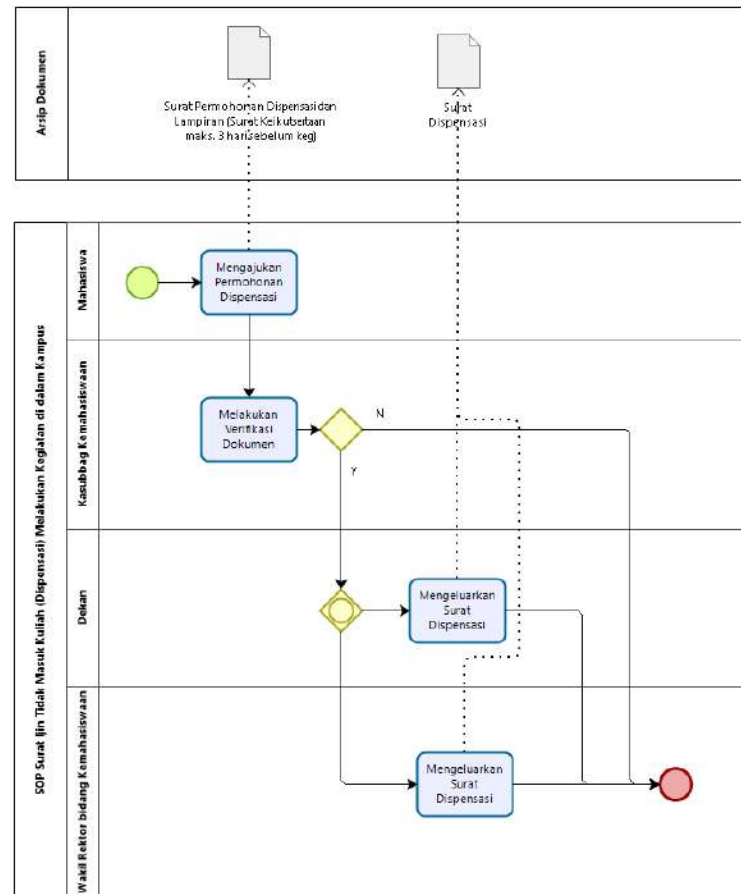 Arsip Dokumen
Surat Permohonan Dispensasi dan
Lampiran (Surat Keikutsertaan
maks. 3 hari sebelum keg)
Surat
Dispensasi
SOP Surat Ijin Tidak Masuk Kuliah (Dispensasi) Melakukan Kegiatan di dalam Kampus
Mahasiswa
Mengajukan
Permohonan
Dispensasi
Kasubbag Kemahasiswaan
Melakukan
Verifikasi
Dokumen
N
Y
Dekan
Mengeluarkan
Surat
Dispensasi
Wakil Rektor bidang Kemahasiswaan
Mengeluarkan
Surat
Dispensasi